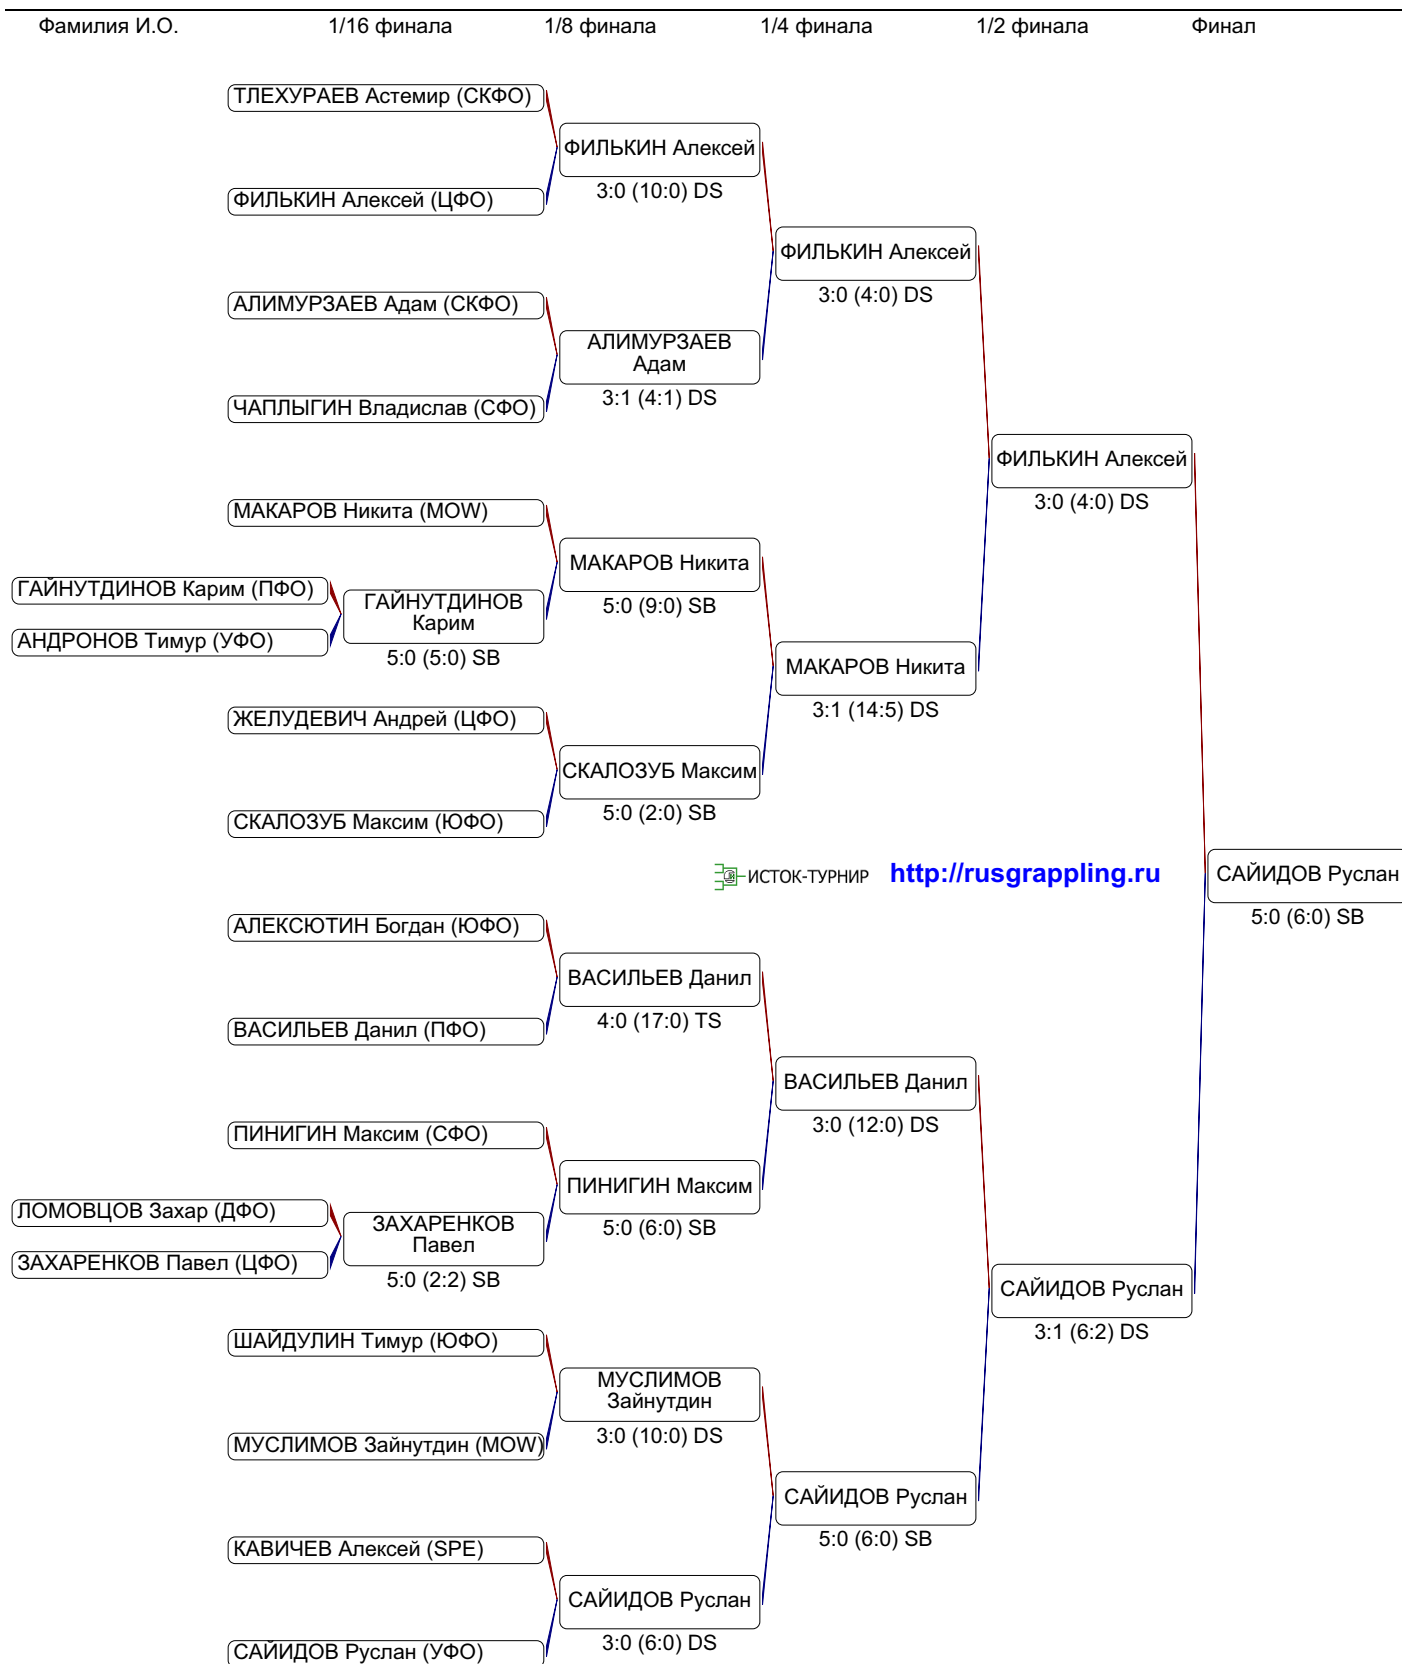 Фамилия И.О. 1/16 финала 1/8 финала 1/4 финала 1/2 финала Финал
ТЛЕХУРАЕВ Астемир (СКФО)
ФИЛЬКИН Алексей
3:0 (10:0) DS
ФИЛЬКИН Алексей (ЦФО)
ФИЛЬКИН Алексей
3:0 (4:0) DS
АЛИМУРЗАЕВ Адам (СКФО)
АЛИМУРЗАЕВ
Адам
3:1 (4:1) DS
ЧАПЛЫГИН Владислав (СФО)
ФИЛЬКИН Алексей
3:0 (4:0) DS
МАКАРОВ Никита (MOW)
МАКАРОВ Никита
5:0 (9:0) SB
ГАЙНУТДИНОВ Карим (ПФО)
ГАЙНУТДИНОВ
Карим
5:0 (5:0) SB
АНДРОНОВ Тимур (УФО)
МАКАРОВ Никита
3:1 (14:5) DS
ЖЕЛУДЕВИЧ Андрей (ЦФО)
СКАЛОЗУБ Максим
5:0 (2:0) SB
СКАЛОЗУБ Максим (ЮФО)
ИСТОК-ТУРНИР http://rusgrappling.ru
САЙИДОВ Руслан
5:0 (6:0) SB
АЛЕКСЮТИН Богдан (ЮФО)
ВАСИЛЬЕВ Данил
4:0 (17:0) TS
ВАСИЛЬЕВ Данил (ПФО)
ВАСИЛЬЕВ Данил
3:0 (12:0) DS
ПИНИГИН Максим (СФО)
ПИНИГИН Максим
5:0 (6:0) SB
ЛОМОВЦОВ Захар (ДФО)
ЗАХАРЕНКОВ
Павел
5:0 (2:2) SB
ЗАХАРЕНКОВ Павел (ЦФО)
САЙИДОВ Руслан
3:1 (6:2) DS
ШАЙДУЛИН Тимур (ЮФО)
МУСЛИМОВ
Зайнутдин
3:0 (10:0) DS
МУСЛИМОВ Зайнутдин (MOW)
САЙИДОВ Руслан
5:0 (6:0) SB
КАВИЧЕВ Алексей (SPE)
САЙИДОВ Руслан
3:0 (6:0) DS
САЙИДОВ Руслан (УФО)